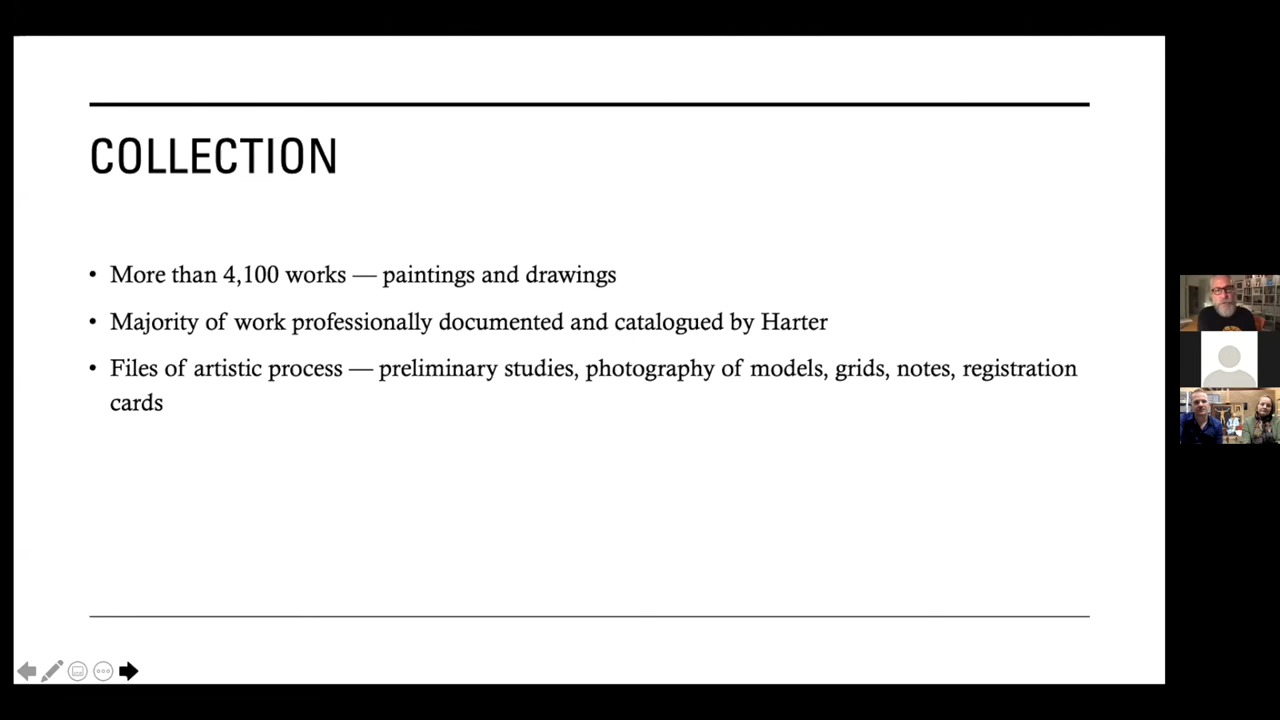 COLLECTION
• More than 4,100 works — paintings and drawings
• Majority of work professionally documented and catalogued by Harter
• Files of artistic process — preliminary studies, photography of models, grids, notes, registration
cards